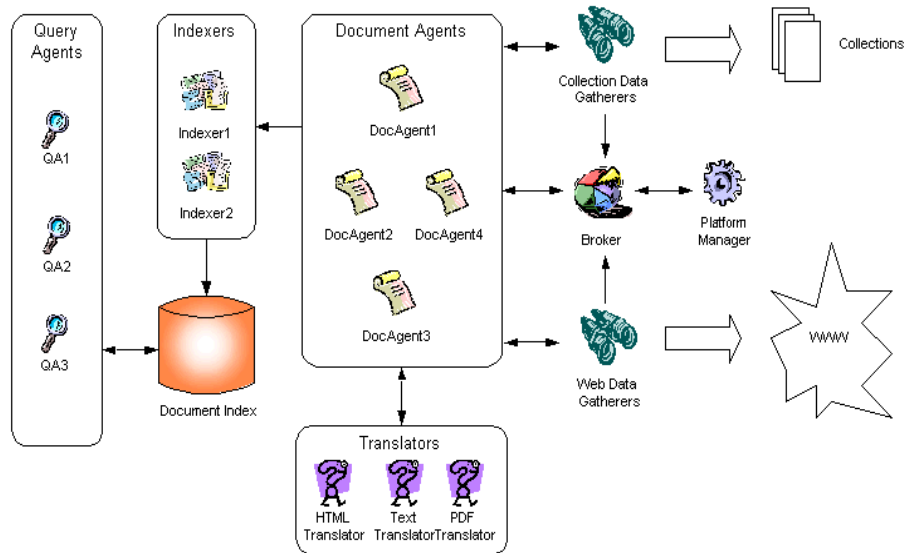 Query
Agents
QA1
QA2
QA3
Indexers
Indexer1
Indexer2
Document Index
Document Agents
DocAgent1
DocAgent2
DocAgent4
DocAgent3
Translators
HTML
Translator
Text
Translator
PDF
Translator
Collection Data
Gatherers
Collections
Broker
Platform
Manager
Web Data
Gatherers
WWW